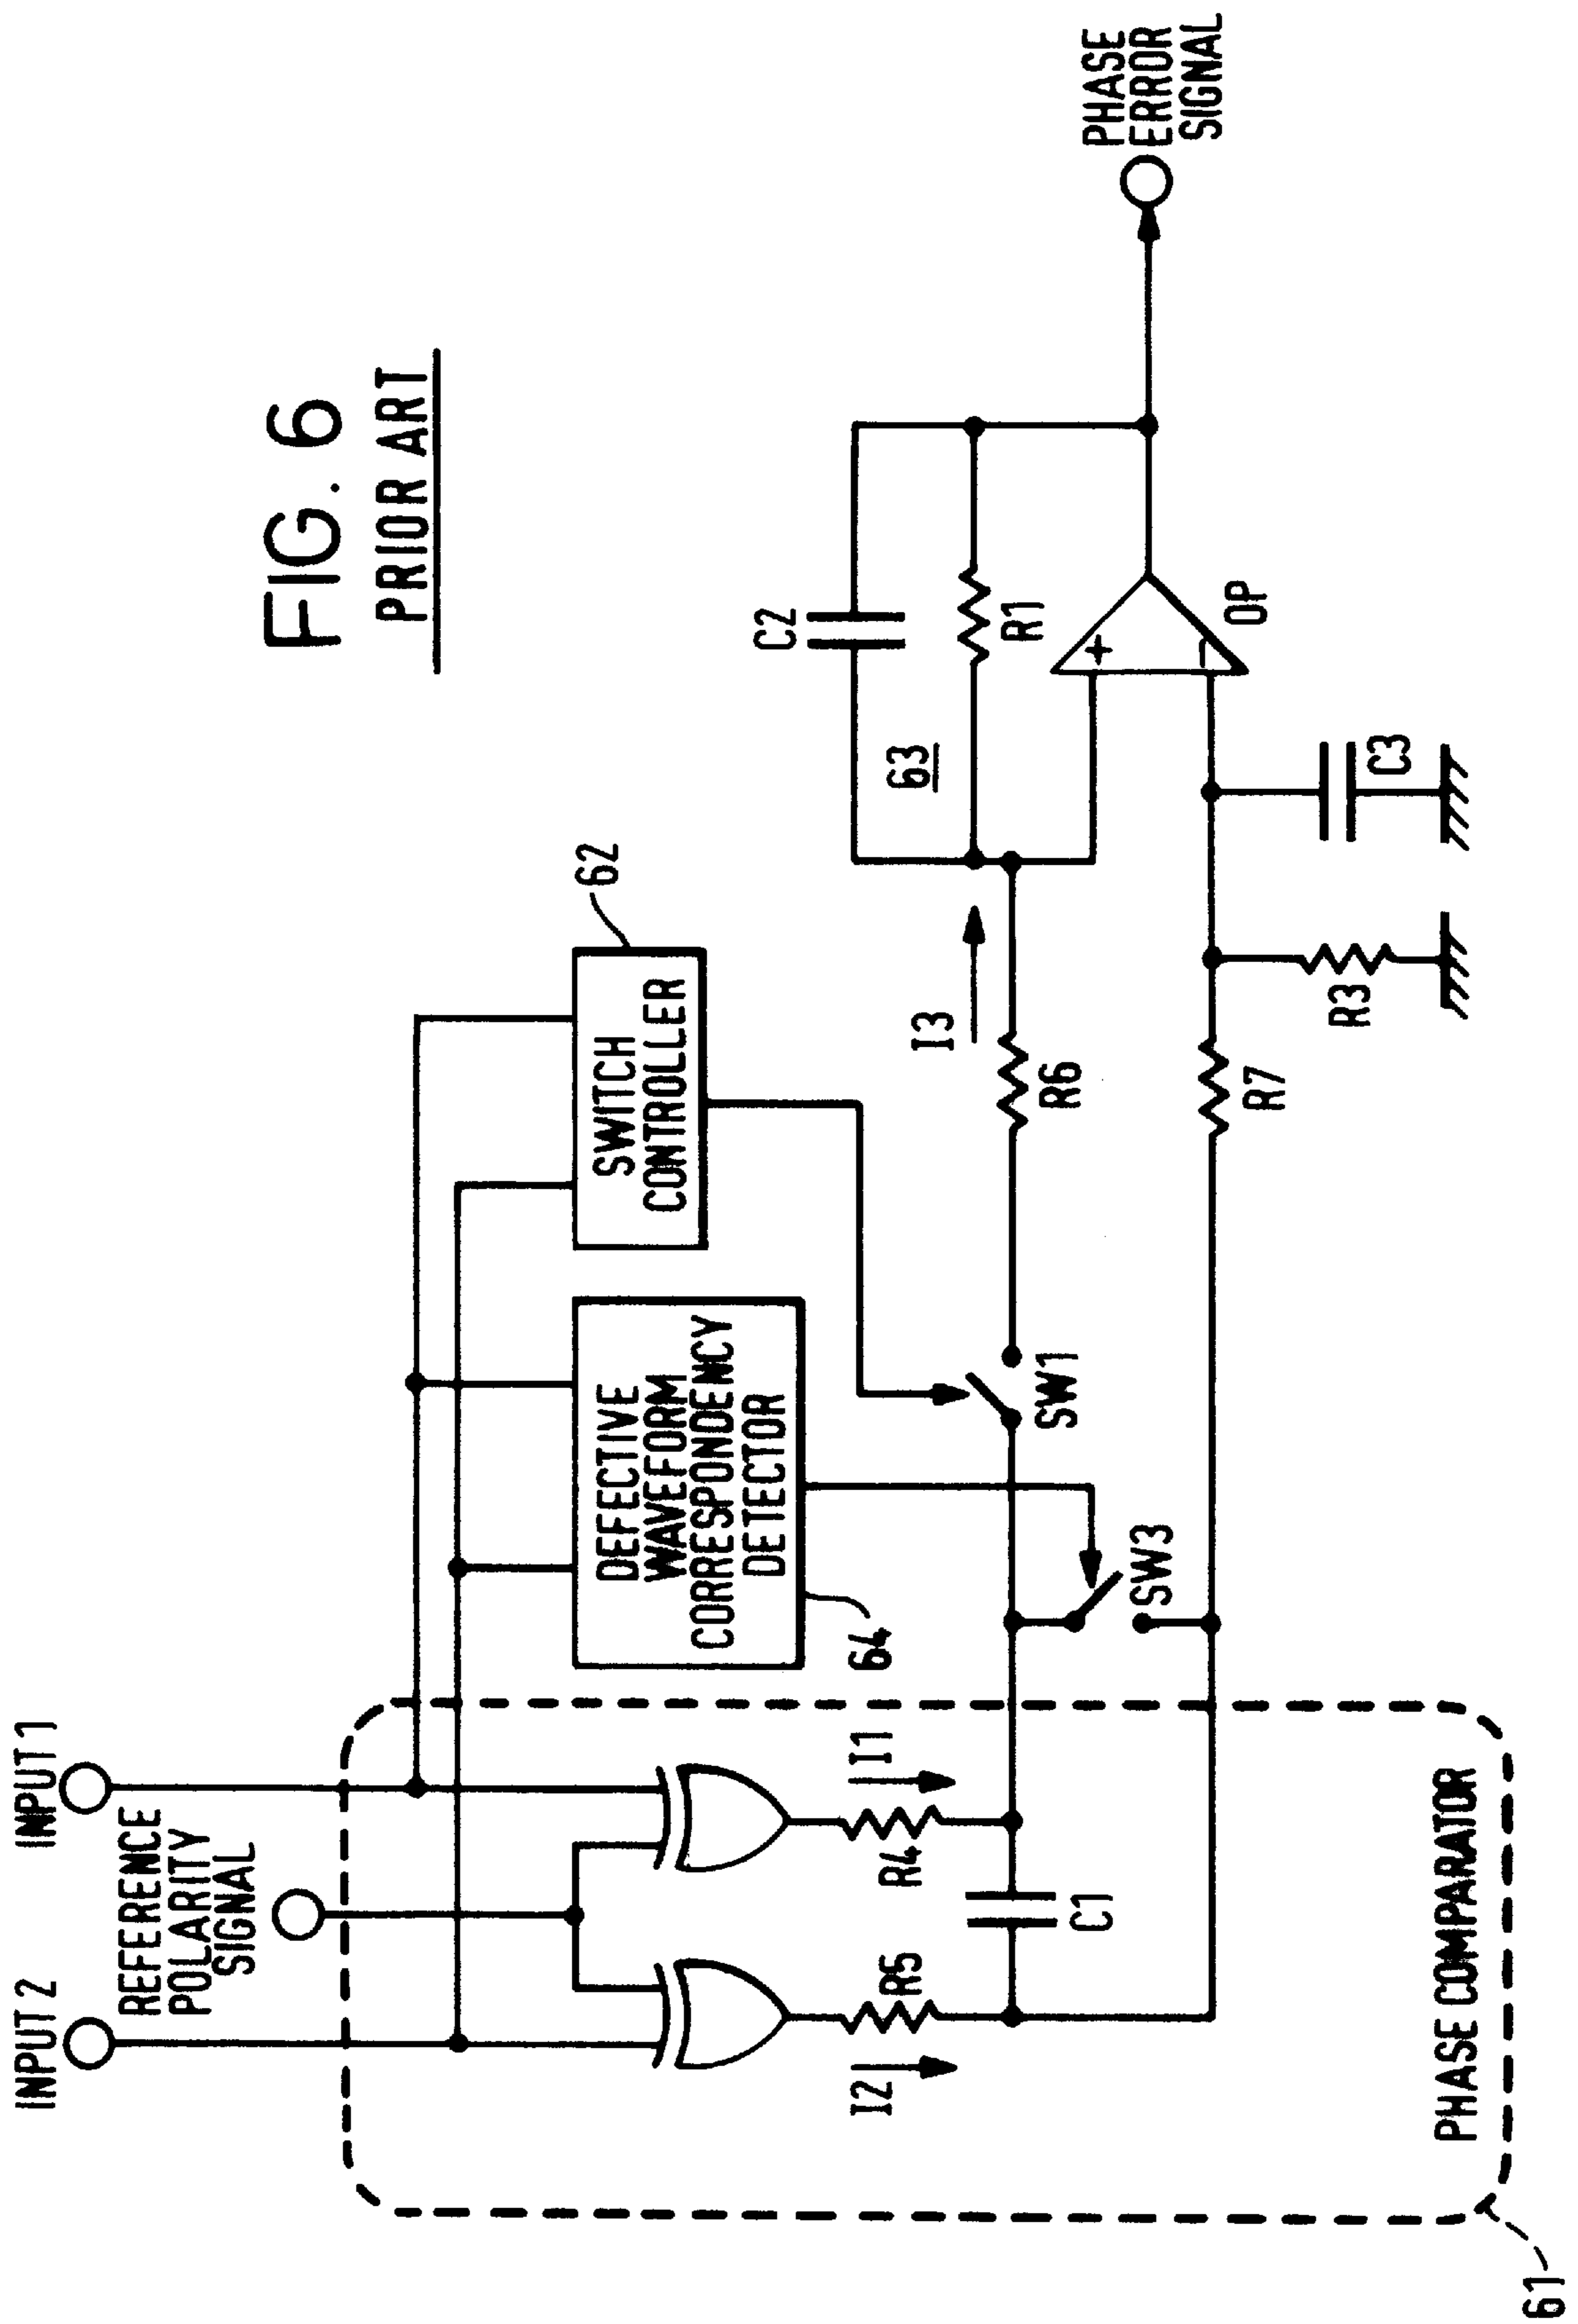 FIG. 6
PRIOR ART
INPUT 2
REFERENCE
POLARITY
SIGNAL
INPUT 1
I2
R5
R4
I1
C1
PHASE COMPARATOR
61
DEFECTIVE
WAVEFORM
CORRESPONDENCY
DETECTOR
64
SW3
SW1
SWITCH
CONTROLLER
62
I3
R6
R7
R3
C3
63
C2
R1
+
−
OP
PHASE
ERROR
SIGNAL